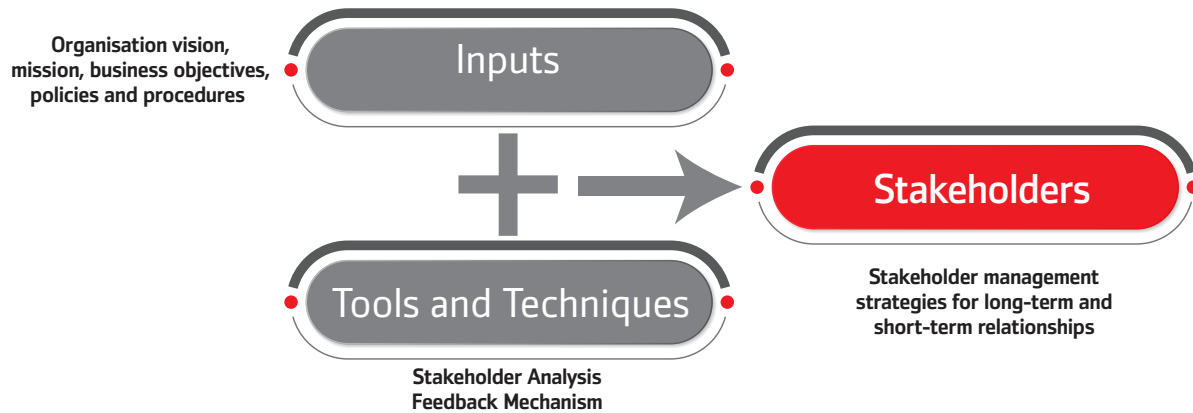 Organisation vision,
mission, business objectives,
policies and procedures
Inputs
Stakeholders
Stakeholder management
strategies for long-term and
short-term relationships
Tools and Techniques
Stakeholder Analysis
Feedback Mechanism